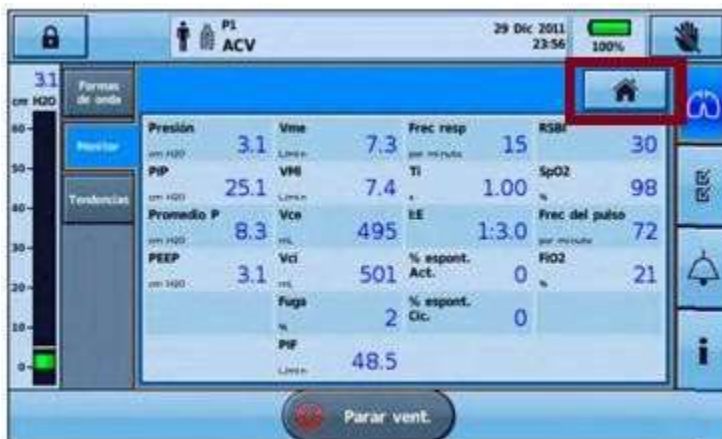 P1
ACV
29 Dic 2011
23:56
100%
3.1
cm H2O
Formas
de onda
Monitor
Tendencias
60
50
40
30
20
10
0
Presión
cm H2O
3.1
Vme
L/min
7.3
Frec resp
por minuto
15
RSBI
30
PIP
cm H2O
25.1
VMi
L/min
7.4
Ti
s
1.00
SpO2
%
98
Promedio P
cm H2O
8.3
Vce
mL
495
I:E
1:3.0
Frec del pulso
por minuto
72
PEEP
cm H2O
3.1
Vci
mL
501
% espont.
Act.
0
FiO2
%
21
Fuga
%
2
% espont.
Cic.
0
PIF
L/min
48.5
Parar vent.